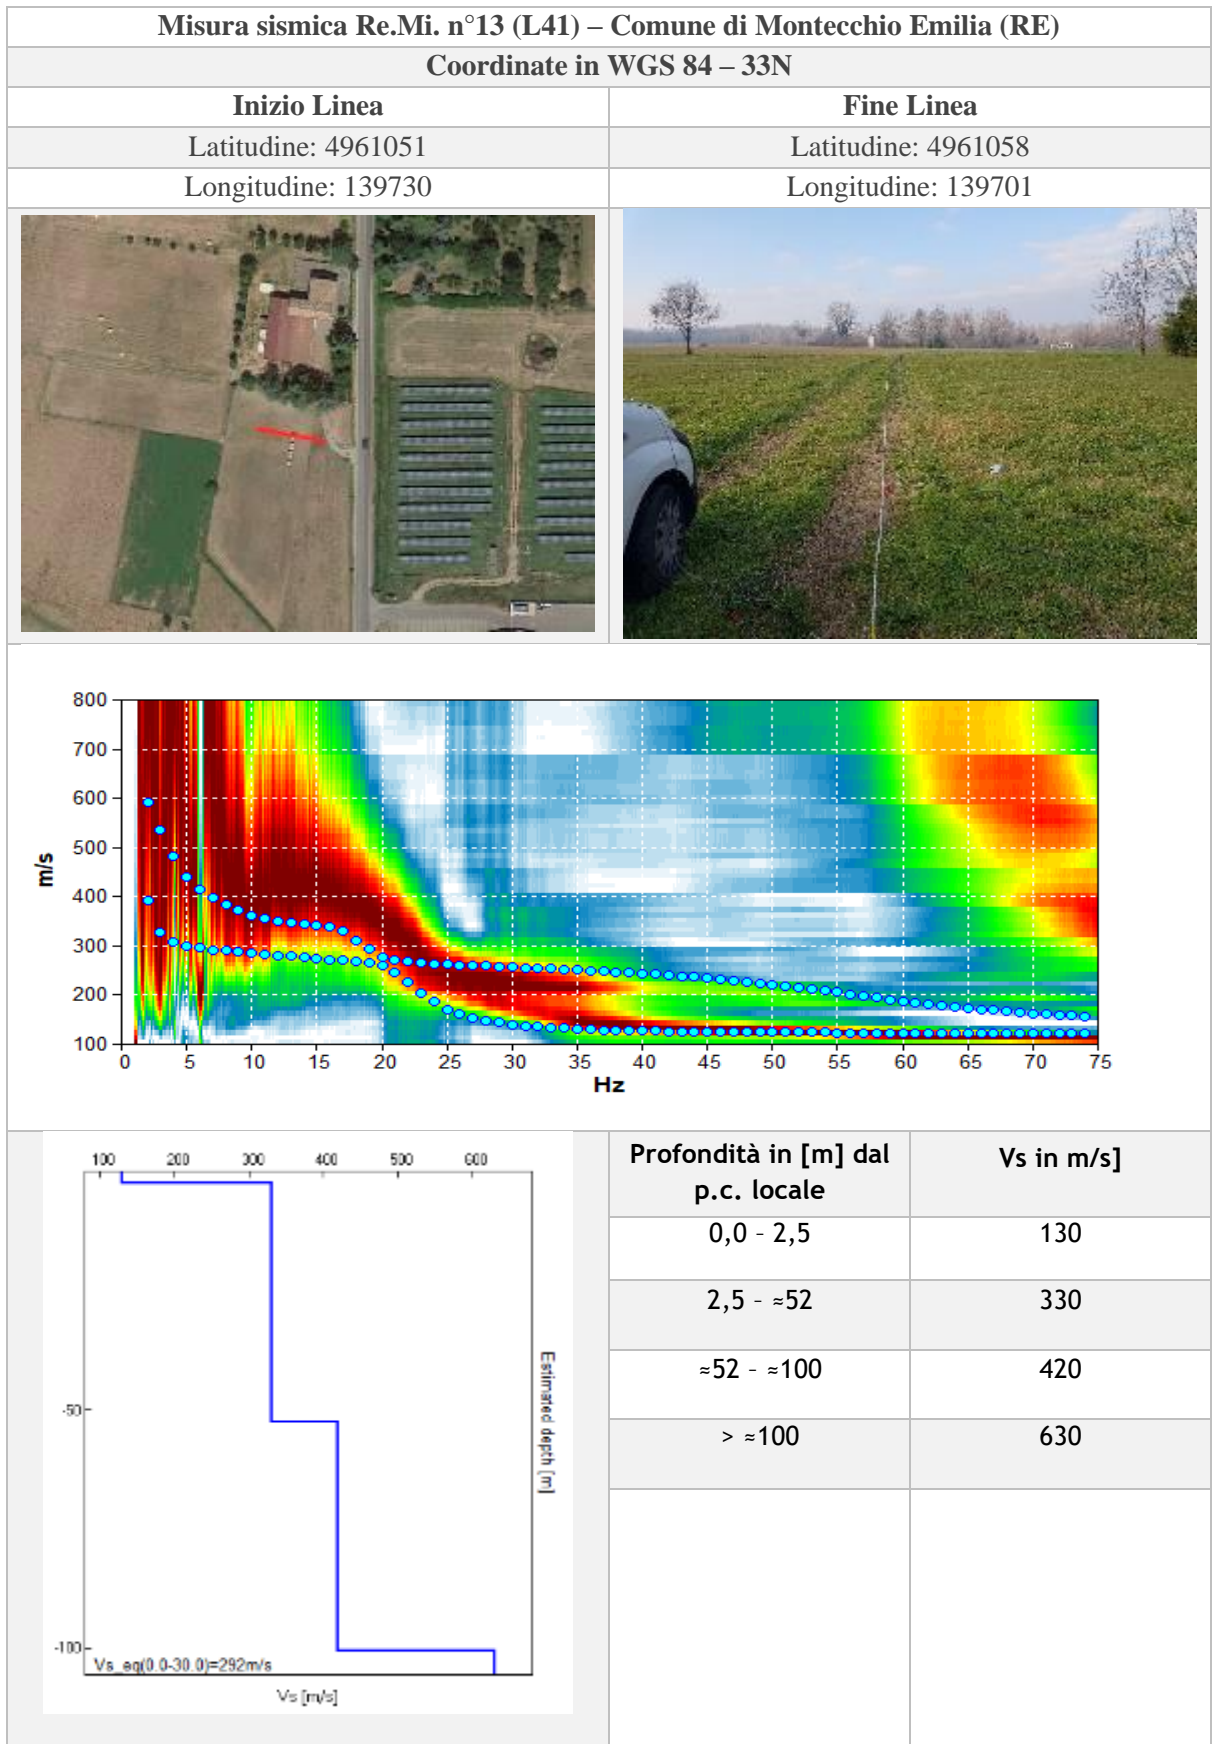 Misura sismica Re.Mi. n°13 (L41) – Comune di Montecchio Emilia (RE)
Coordinate in WGS 84 – 33N
Inizio Linea
Fine Linea
Latitudine: 4961051
Latitudine: 4961058
Longitudine: 139730
Longitudine: 139701
800
700
600
500
400
300
200
100
m/s
0 5 10 15 20 25 30 35 40 45 50 55 60 65 70 75
Hz
100 200 300 400 500 600
-50
-100
Estimated depth [m]
Vs_eq(0.0-30.0)=292m/s
Vs [m/s]
Profondità in [m] dal
p.c. locale
Vs in m/s]
0,0 – 2,5
130
2,5 – ≈52
330
≈52 – ≈100
420
> ≈100
630